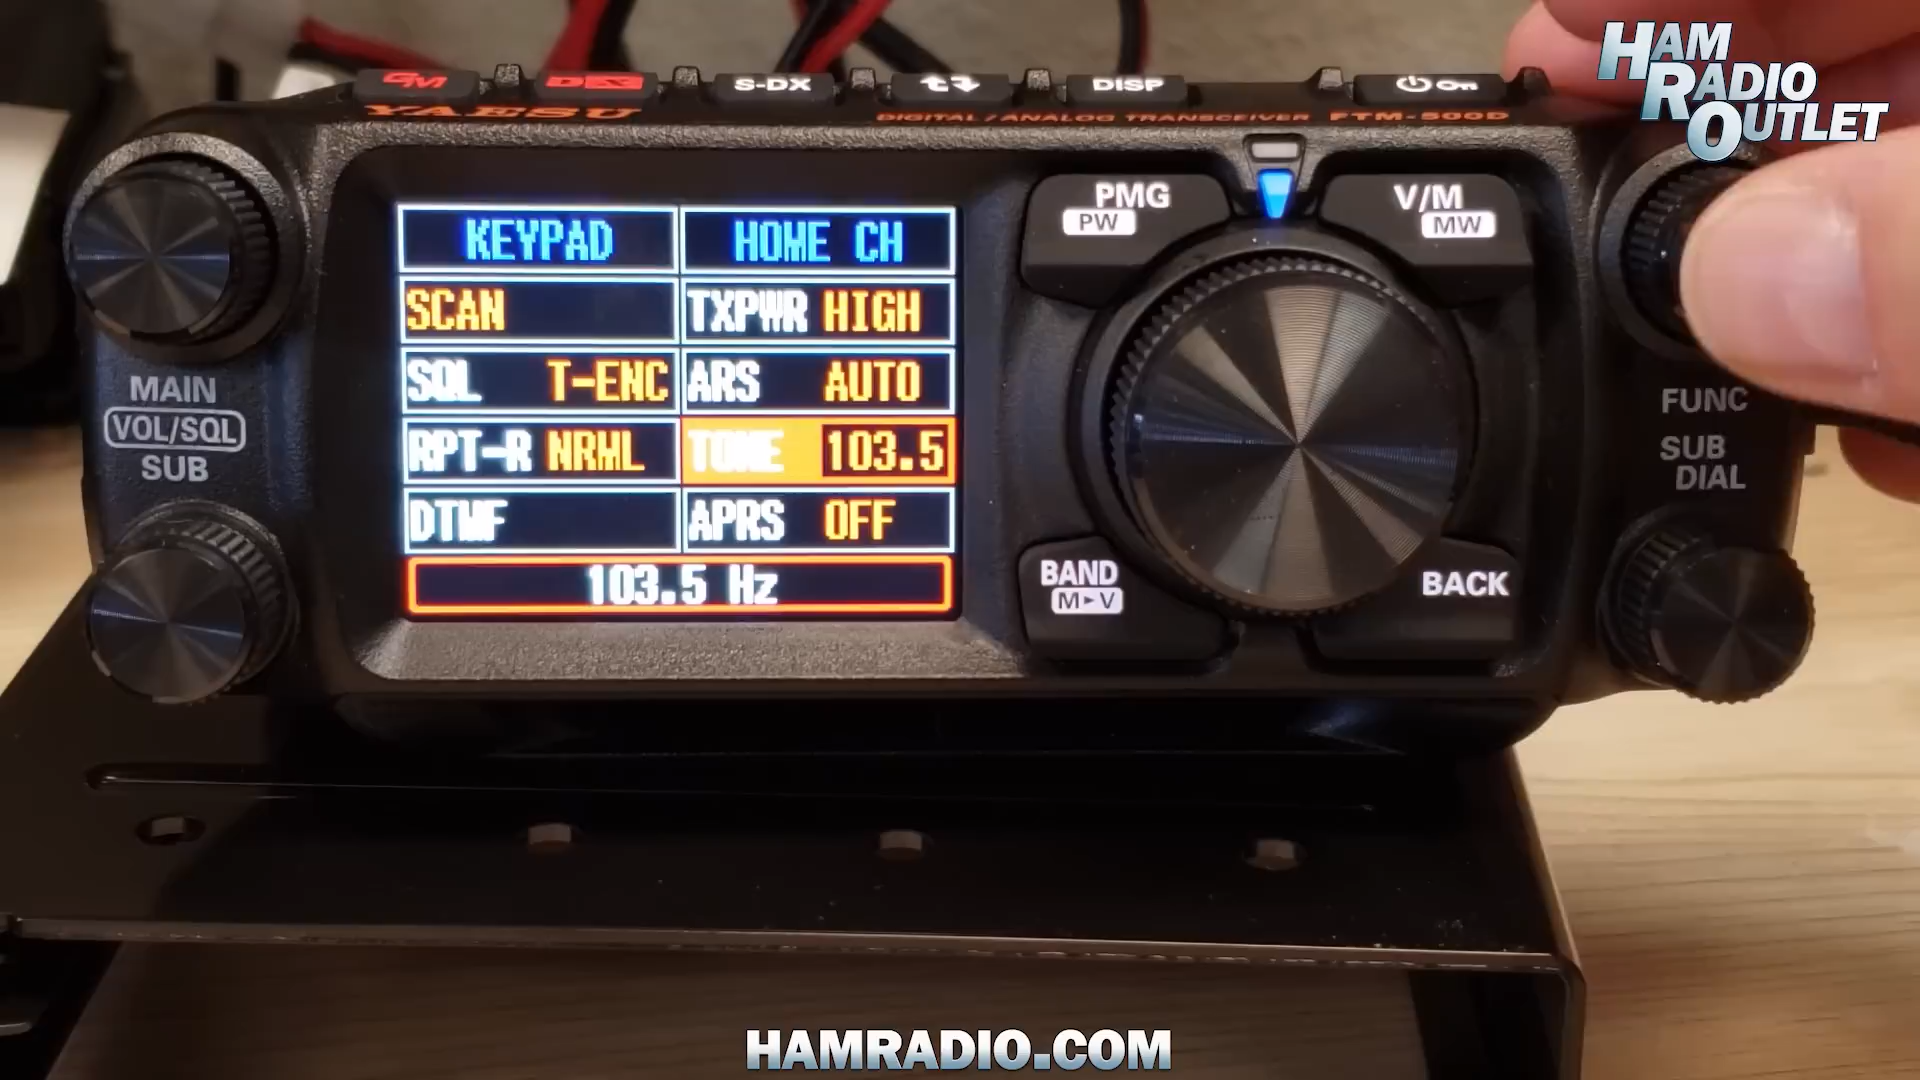 HAM
RADIO
OUTLET
GM
S-DX
DISP
On
YAESU
DIGITAL / ANALOG TRANSCEIVER FTM-500D
PMG
PW
V/M
MW
KEYPAD HOME CH
SCAN TXPWR HIGH
SQL T-ENC ARS AUTO
RPT-R NRML TONE 103.5
DTMF APRS OFF
103.5 Hz
MAIN
VOL/SQL
SUB
FUNC
SUB
DIAL
BAND
M►V
BACK
HAMRADIO.COM